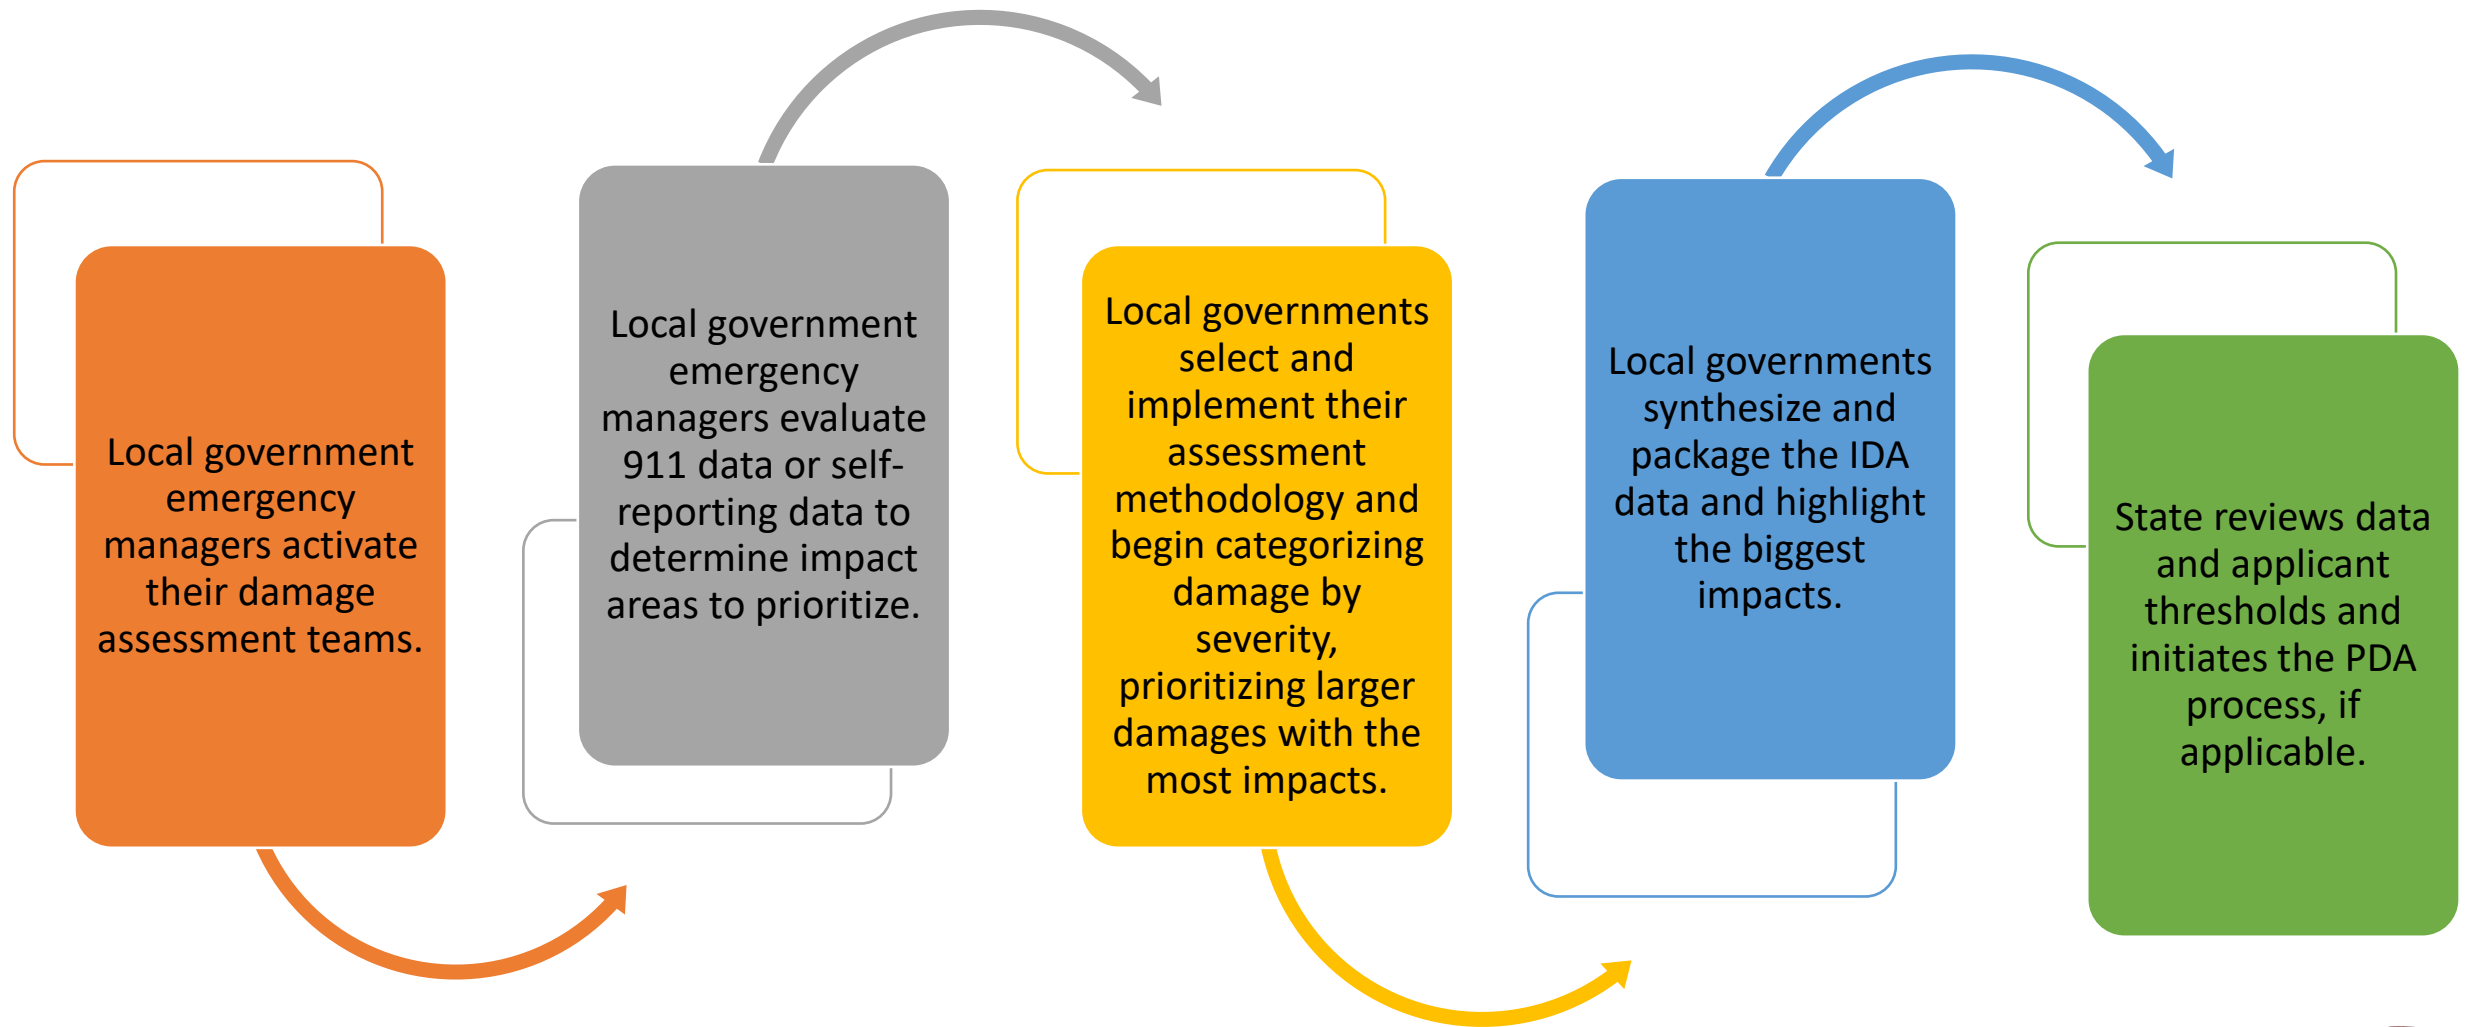 Local government
emergency
managers activate
their damage
assessment teams.
Local government
emergency
managers evaluate
911 data or self-
reporting data to
determine impact
areas to prioritize.
Local governments
select and
implement their
assessment
methodology and
begin categorizing
damage by
severity,
prioritizing larger
damages with the
most impacts.
Local governments
synthesize and
package the IDA
data and highlight
the biggest
impacts.
State reviews data
and applicant
thresholds and
initiates the PDA
process, if
applicable.